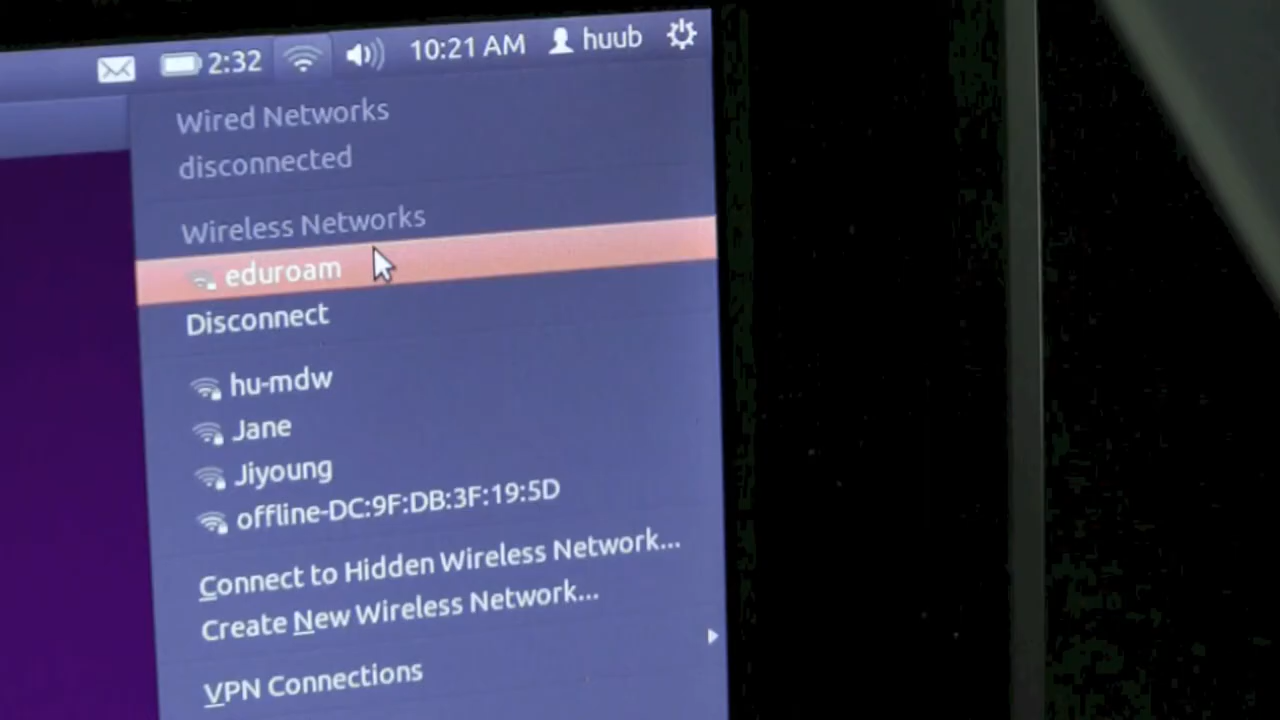 2:32 10:21 AM huub
Wired Networks
disconnected
Wireless Networks
eduroam
Disconnect
hu-mdw
Jane
Jiyoung
offline-DC:9F:DB:3F:19:5D
Connect to Hidden Wireless Network...
Create New Wireless Network...
VPN Connections